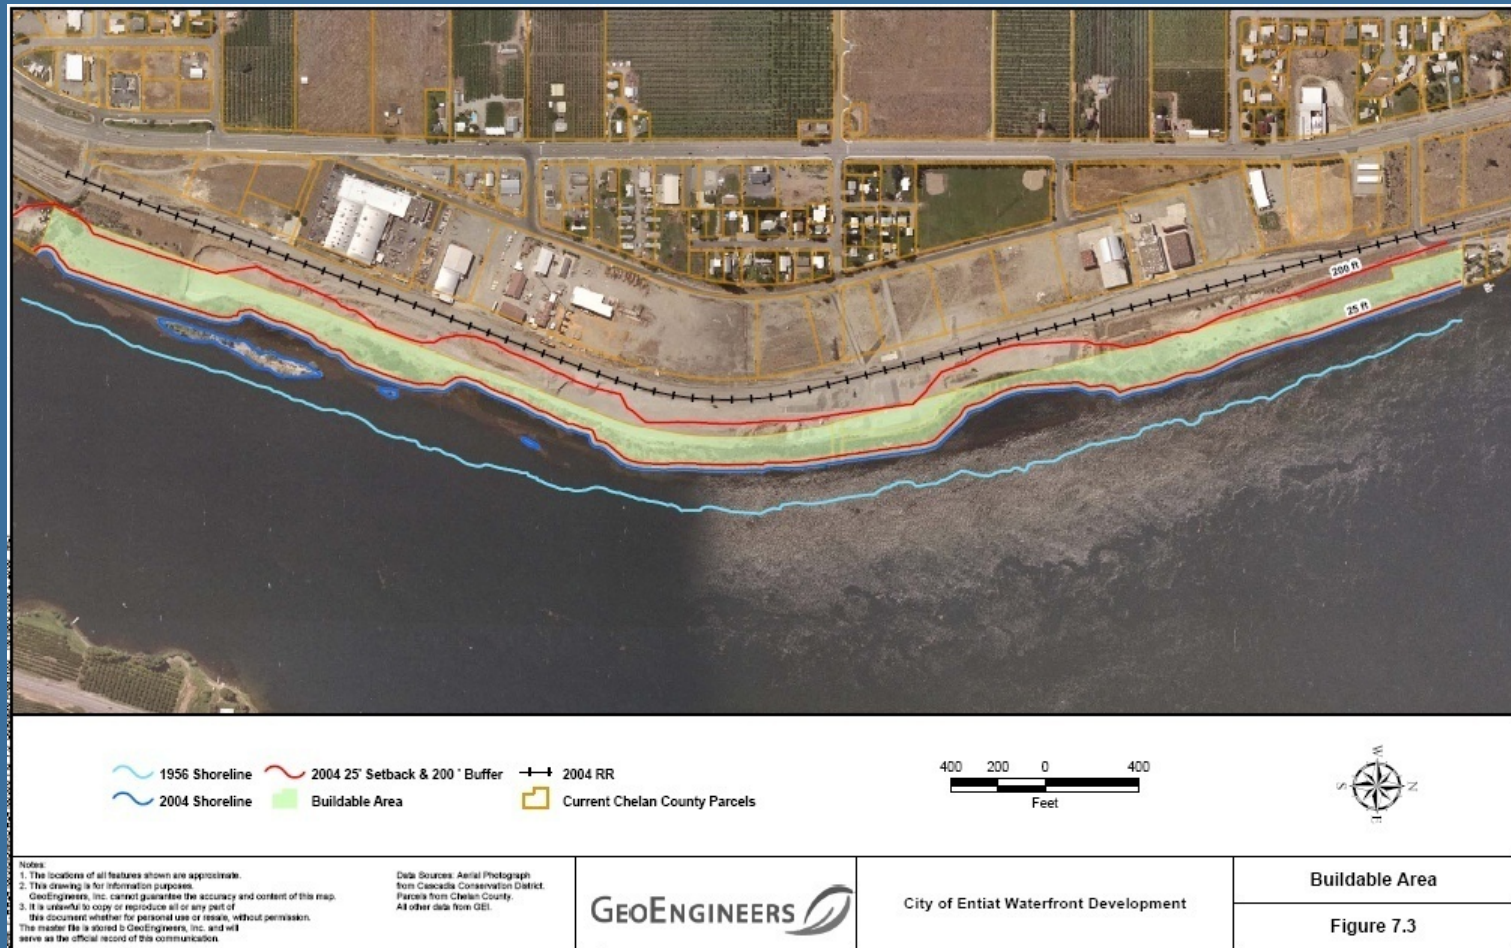 200 ft
25 ft
1956 Shoreline
2004 25' Setback & 200 ' Buffer
2004 RR
2004 Shoreline
Buildable Area
Current Chelan County Parcels
400 200 0 400
Feet
W
S N
E
Notes:
1. The locations of all features shown are approximate.
2. This drawing is for information purposes.
GeoEngineers, Inc. cannot guarantee the accuracy and content of this map.
3. It is unlawful to copy or reproduce all or any part of
this document whether for personal use or resale, without permission.
The master file is stored b GeoEngineers, Inc. and will
serve as the official record of this communication.
Data Sources: Aerial Photograph
from Cascadia Conservation District.
Parcels from Chelan County.
All other data from GEI.
GEOENGINEERS
City of Entiat Waterfront Development
Buildable Area
Figure 7.3